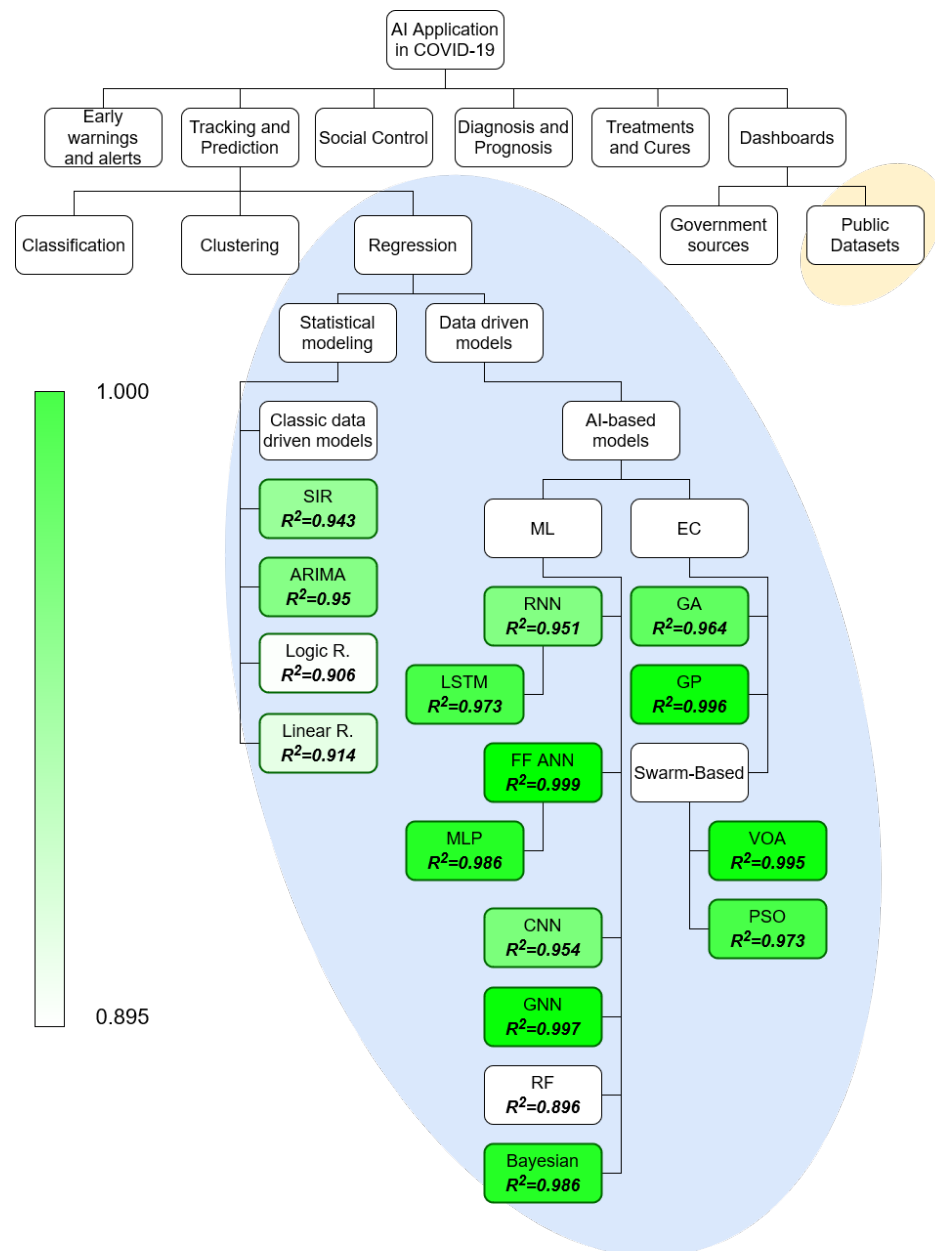 AI Application
in COVID-19
Early
warnings
and alerts
Tracking and
Prediction
Social Control
Diagnosis and
Prognosis
Treatments
and Cures
Dashboards
Classification
Clustering
Regression
Government
sources
Public
Datasets
Statistical
modeling
Data driven
models
1.000
0.895
Classic data
driven models
SIR
R²=0.943
ARIMA
R²=0.95
Logic R.
R²=0.906
Linear R.
R²=0.914
AI-based
models
ML
EC
RNN
R²=0.951
LSTM
R²=0.973
FF ANN
R²=0.999
MLP
R²=0.986
CNN
R²=0.954
GNN
R²=0.997
RF
R²=0.896
Bayesian
R²=0.986
GA
R²=0.964
GP
R²=0.996
Swarm-Based
VOA
R²=0.995
PSO
R²=0.973